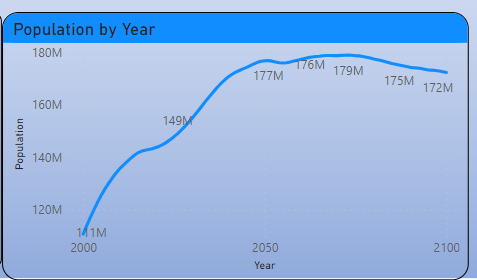 Population by Year
180M
160M
140M
120M
Population
111M
149M
177M
176M
179M
175M
172M
2000
2050
2100
Year